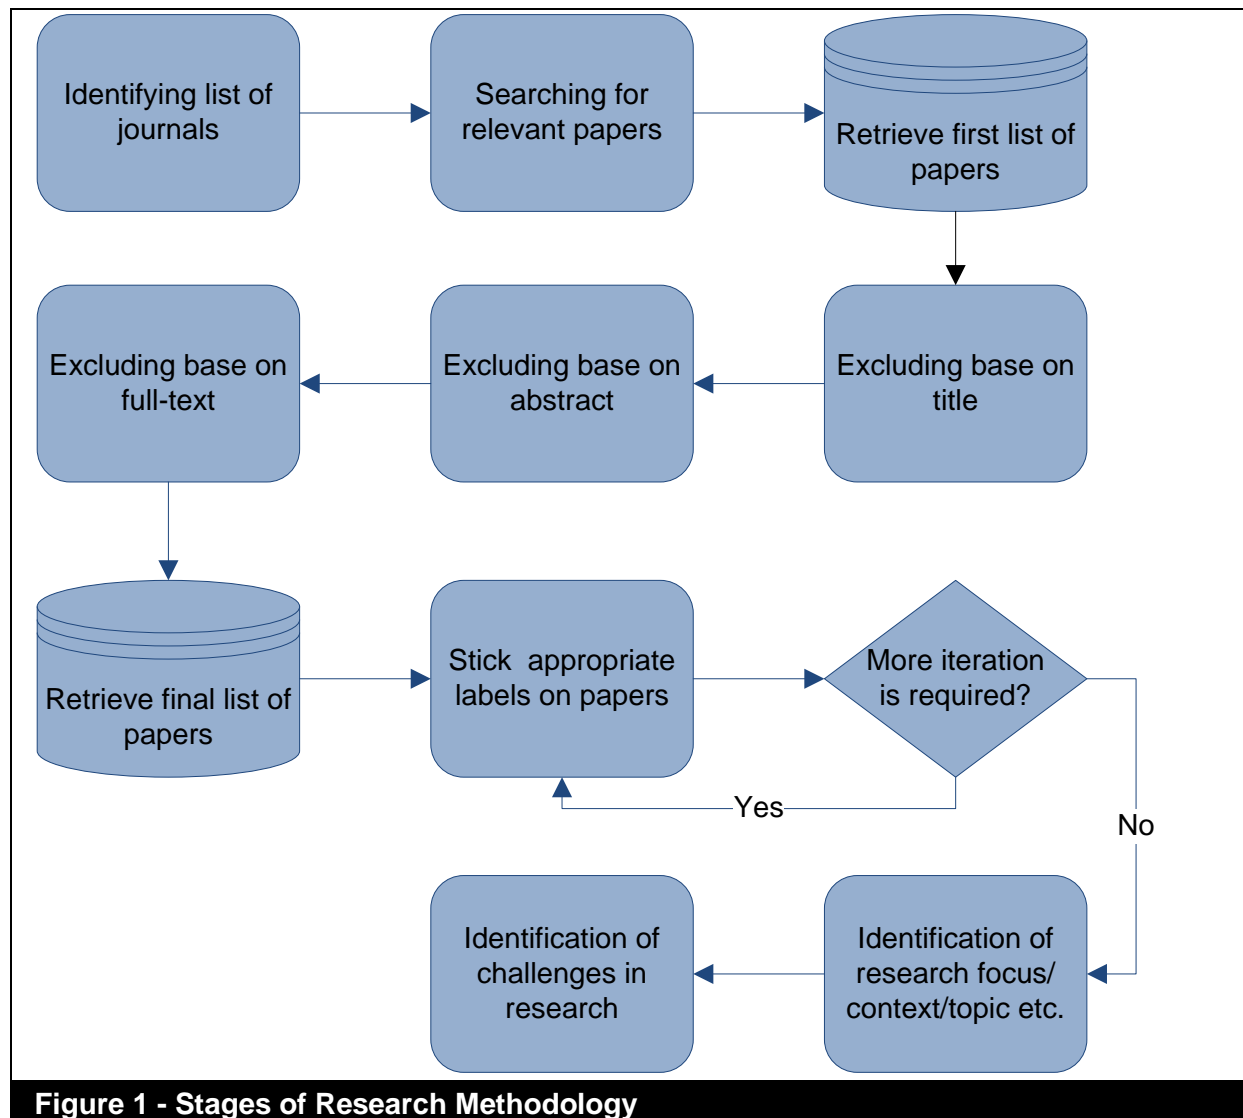 Identifying list of
journals
Searching for
relevant papers
Retrieve first list of
papers
Excluding base on
full-text
Excluding base on
abstract
Excluding base on
title
Retrieve final list of
papers
Stick appropriate
labels on papers
More iteration
is required?
Yes
No
Identification of
challenges in
research
Identification of
research focus/
context/topic etc.
Figure 1 - Stages of Research Methodology